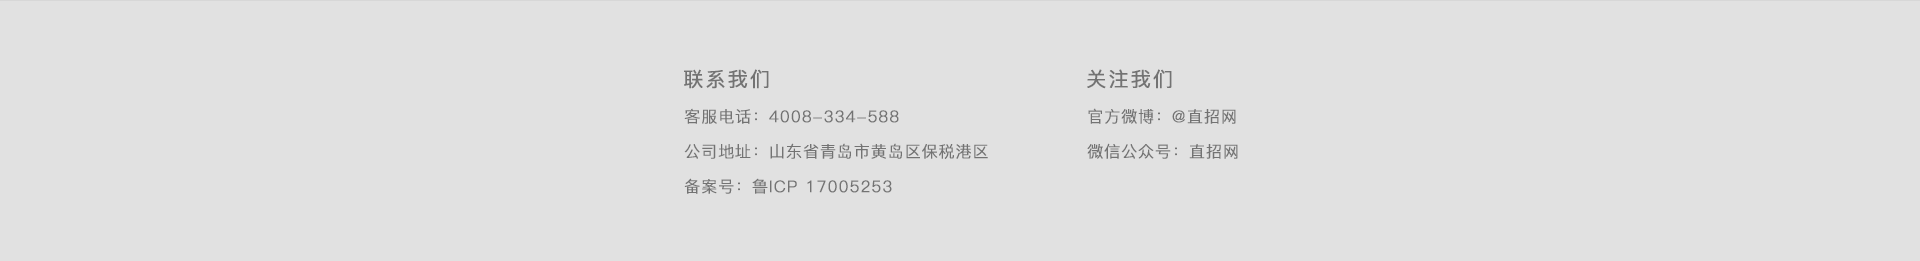 联系我们
客服电话：4008-334-588
公司地址：山东省青岛市黄岛区保税港区
备案号：鲁ICP 17005253
关注我们
官方微博：@直招网
微信公众号：直招网